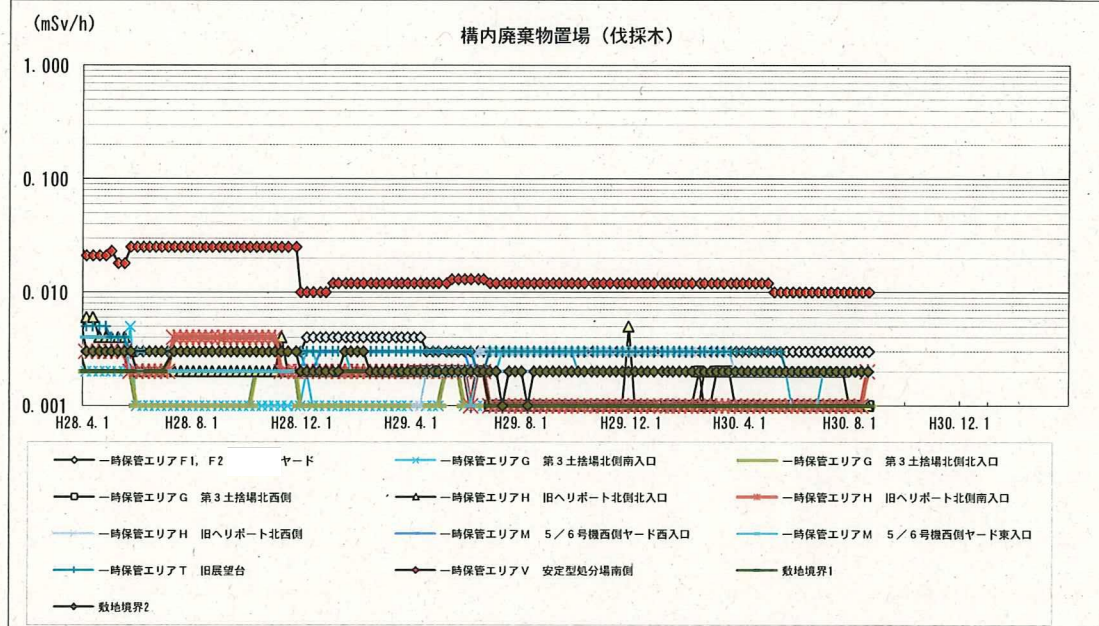 (mSv/h)
構内廃棄物置場（伐採木）
1.000
0.100
0.010
0.001
H28.4.1 H28.8.1 H28.12.1 H29.4.1 H29.8.1 H29.12.1 H30.4.1 H30.8.1 H30.12.1
一時保管エリアＦ１，Ｆ２ ヤード 一時保管エリアＧ 第３土捨場北側南入口 一時保管エリアＧ 第３土捨場北側北入口
一時保管エリアＧ 第３土捨場北西側 一時保管エリアＨ 旧ヘリポート北側北入口 一時保管エリアＨ 旧ヘリポート北側南入口
一時保管エリアＨ 旧ヘリポート北西側 一時保管エリアＭ ５／６号機西側ヤード西入口 一時保管エリアＭ ５／６号機西側ヤード東入口
一時保管エリアＴ 旧展望台 一時保管エリアＶ 安定型処分場南側 敷地境界1
敷地境界2